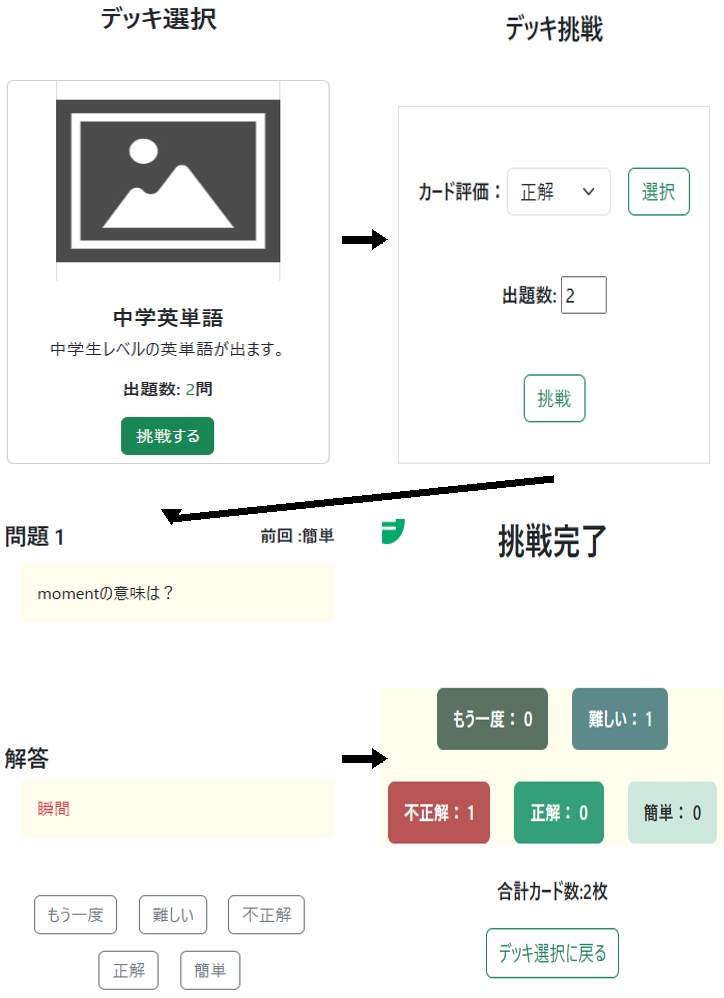 デッキ選択
中学英単語
中学生レベルの英単語が出ます。
出題数: 2問
挑戦する
デッキ挑戦
カード評価：
正解
選択
出題数: 2
挑戦
問題 1
前回 :簡単
momentの意味は？
解答
瞬間
もう一度
難しい
不正解
正解
簡単
挑戦完了
もう一度： 0
難しい： 1
不正解： 1
正解： 0
簡単： 0
合計カード数:2枚
デッキ選択に戻る